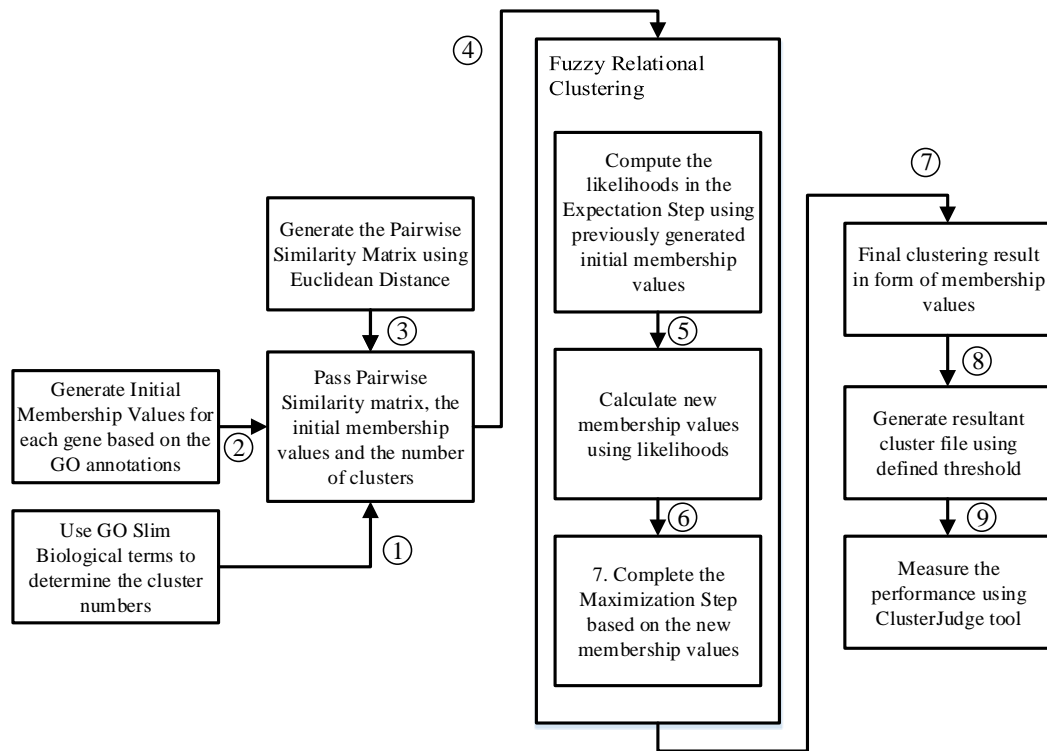 Use GO Slim
Biological terms to
determine the cluster
numbers
①
Generate Initial
Membership Values for
each gene based on the
GO annotations
②
Generate the Pairwise
Similarity Matrix using
Euclidean Distance
③
Pass Pairwise
Similarity matrix, the
initial membership
values and the number
of clusters
④
Fuzzy Relational
Clustering
Compute the
likelihoods in the
Expectation Step using
previously generated
initial membership
values
⑤
Calculate new
membership values
using likelihoods
⑥
7. Complete the
Maximization Step
based on the new
membership values
⑦
Final clustering result
in form of membership
values
⑧
Generate resultant
cluster file using
defined threshold
⑨
Measure the
performance using
ClusterJudge tool